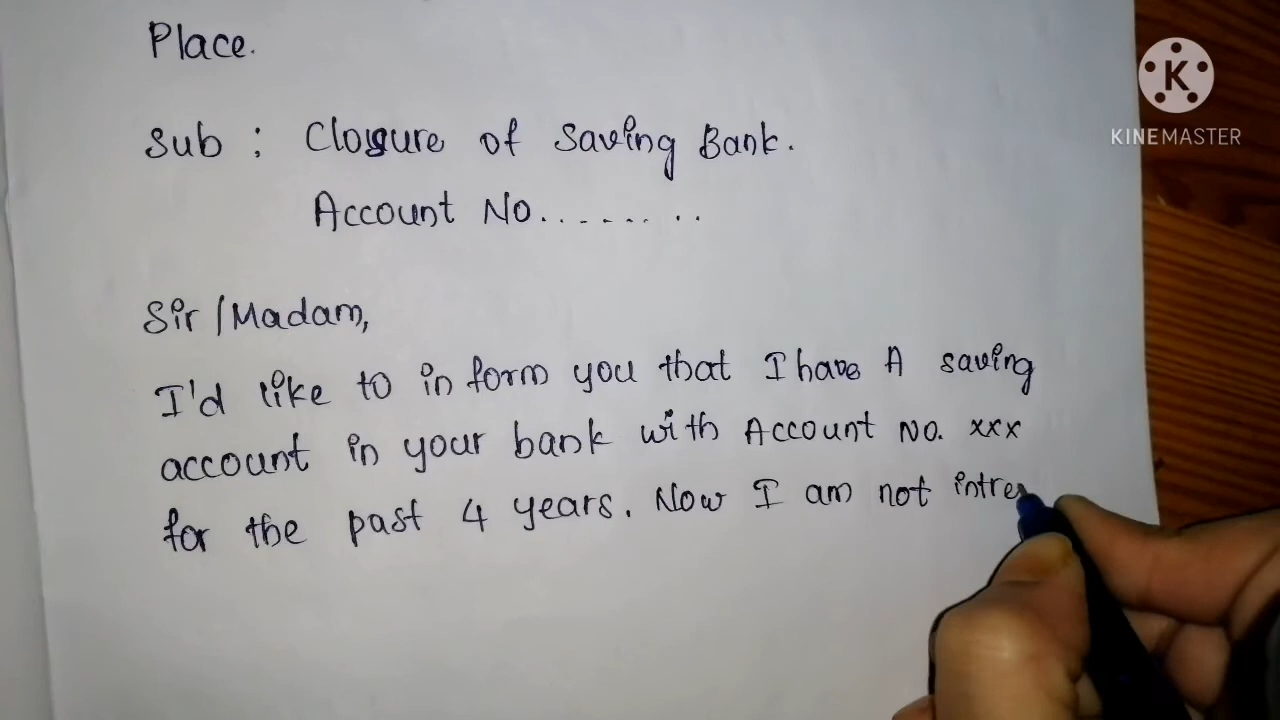 Place.
Sub : Closure of Saving Bank.
Account No.........
Sir/Madam,
I'd like to inform you that I have A saving
account in your bank with Account No. xxx
for the past 4 years. Now I am not intre
K
KINEMASTER